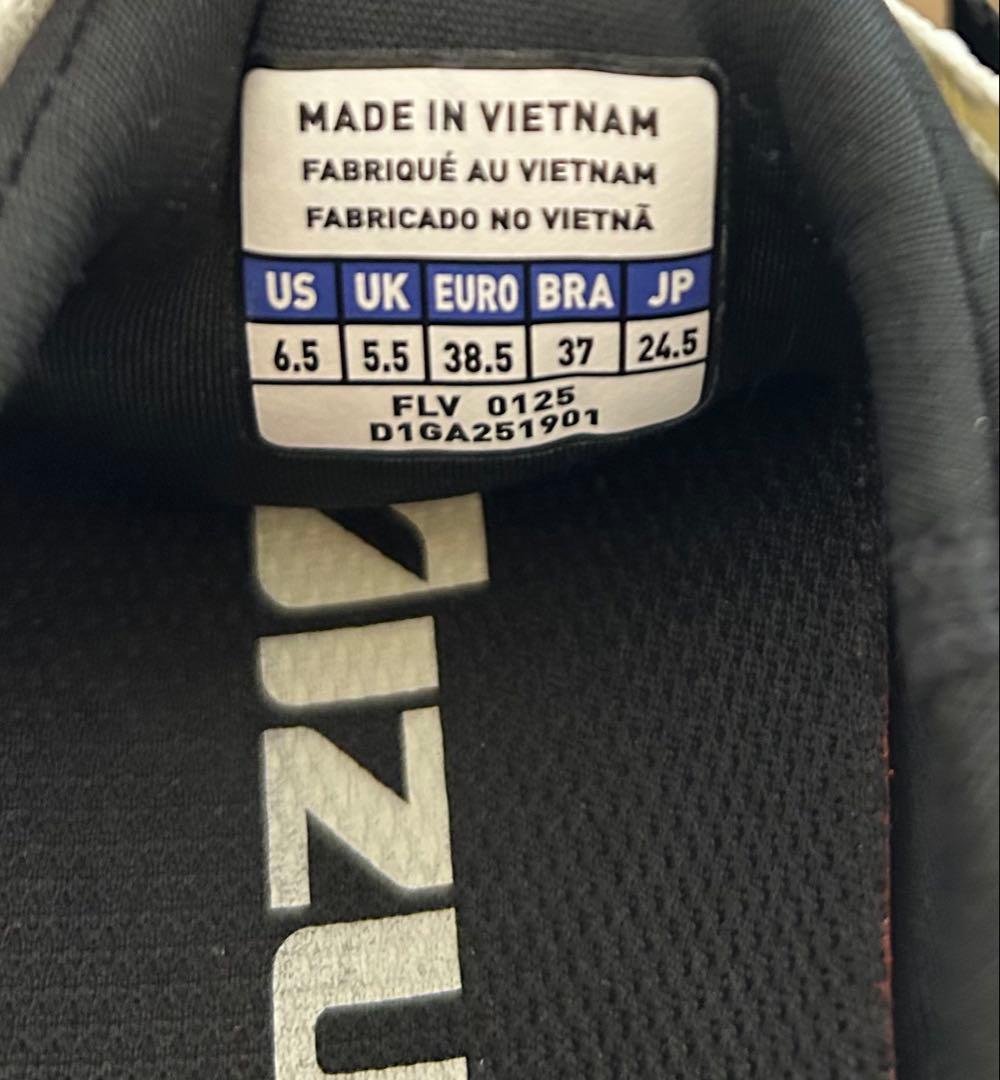 MADE IN VIETNAM
FABRIQUÉ AU VIETNAM
FABRICADO NO VIETNÃ
US UK EURO BRA JP
6.5 5.5 38.5 37 24.5
FLV 0125
D1GA251901
MIZU